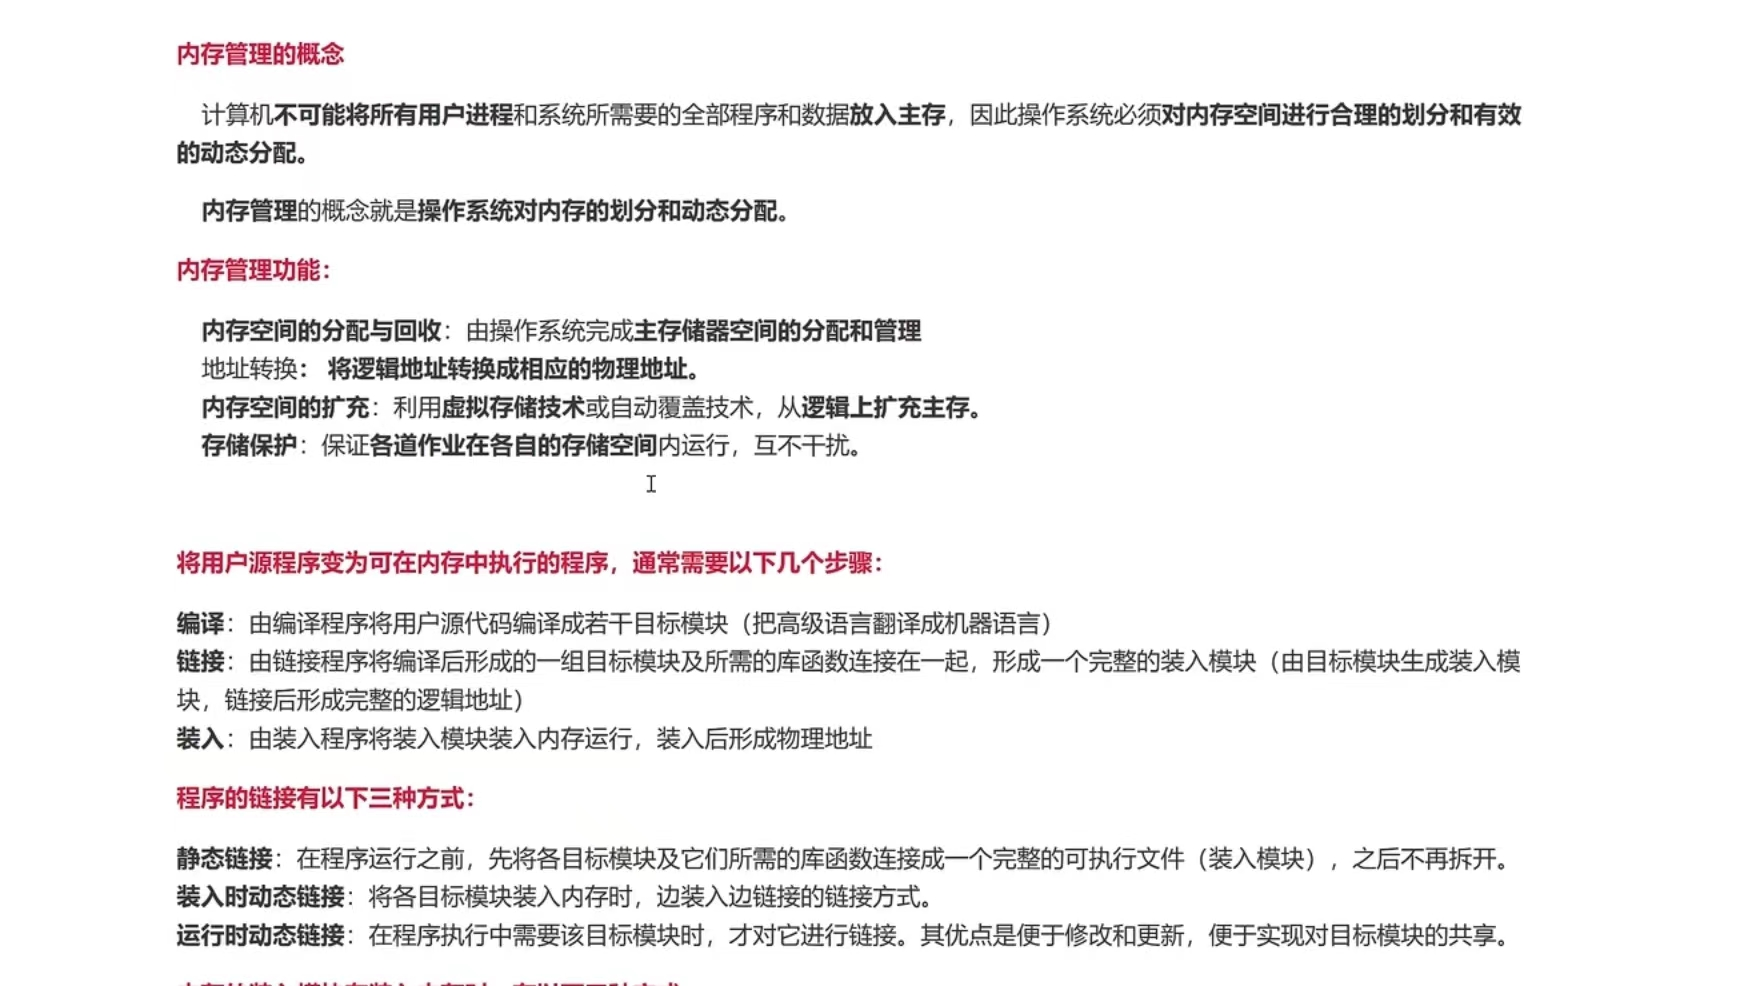 内存管理的概念
计算机不可能将所有用户进程和系统所需要的全部程序和数据放入主存，因此操作系统必须对内存空间进行合理的划分和有效
的动态分配。
内存管理的概念就是操作系统对内存的划分和动态分配。
内存管理功能：
内存空间的分配与回收：由操作系统完成主存储器空间的分配和管理
地址转换： 将逻辑地址转换成相应的物理地址。
内存空间的扩充：利用虚拟存储技术或自动覆盖技术，从逻辑上扩充主存。
存储保护：保证各道作业在各自的存储空间内运行，互不干扰。
将用户源程序变为可在内存中执行的程序，通常需要以下几个步骤：
编译：由编译程序将用户源代码编译成若干目标模块（把高级语言翻译成机器语言）
链接：由链接程序将编译后形成的一组目标模块及所需的库函数连接在一起，形成一个完整的装入模块（由目标模块生成装入模
块，链接后形成完整的逻辑地址）
装入：由装入程序将装入模块装入内存运行，装入后形成物理地址
程序的链接有以下三种方式：
静态链接：在程序运行之前，先将各目标模块及它们所需的库函数连接成一个完整的可执行文件（装入模块），之后不再拆开。
装入时动态链接：将各目标模块装入内存时，边装入边链接的链接方式。
运行时动态链接：在程序执行中需要该目标模块时，才对它进行链接。其优点是便于修改和更新，便于实现对目标模块的共享。